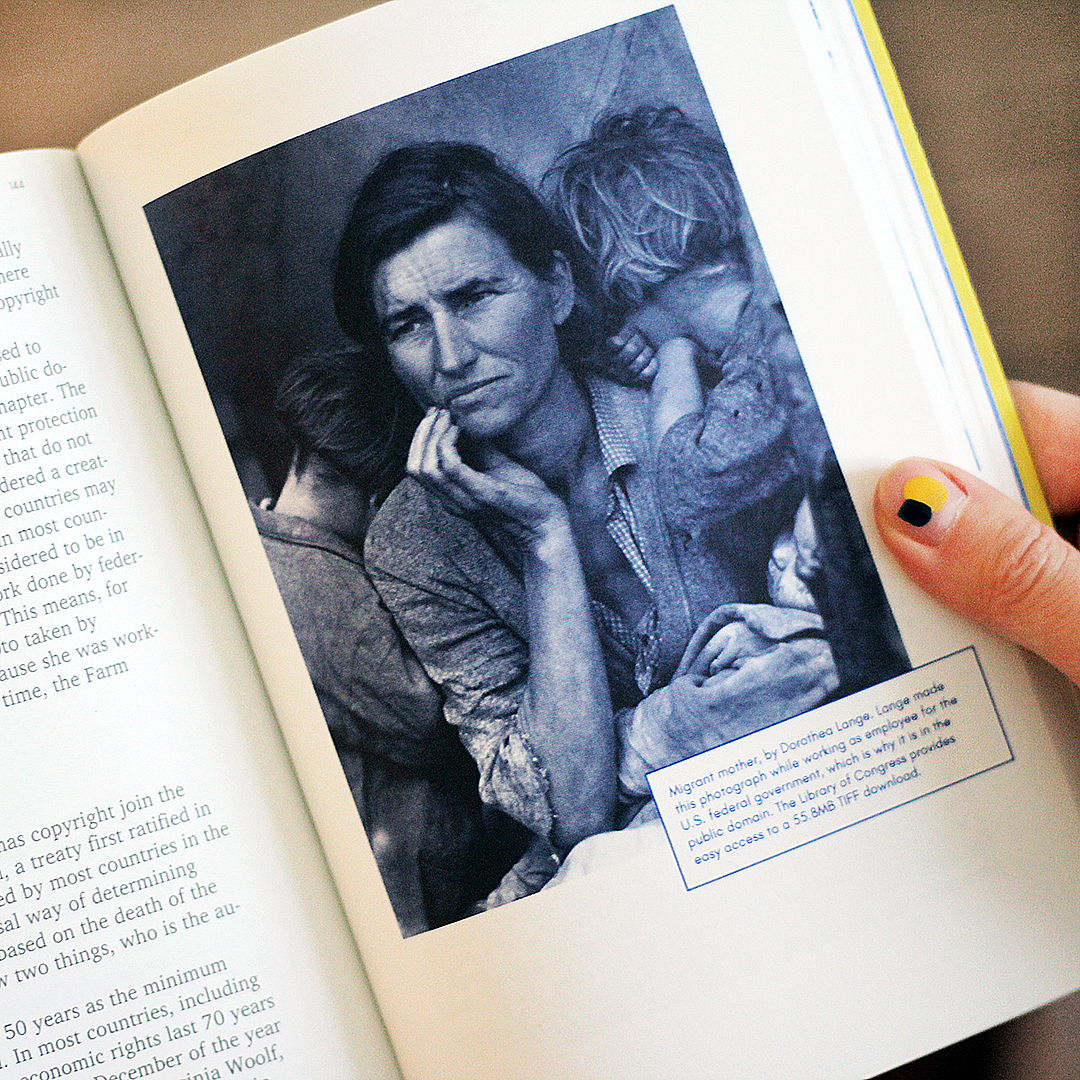 144
ally
here
opyright
sed to
ublic do-
hapter. The
nt protection
that do not
dered a creat-
countries may
n most coun-
sidered to be in
ork done by feder-
This means, for
oto taken by
ause she was work-
time, the Farm
has copyright join the
, a treaty first ratified in
ed by most countries in the
sal way of determining
based on the death of the
w two things, who is the au-
50 years as the minimum
. In most countries, including
economic rights last 70 years
December of the year
inia Woolf,
Migrant mother, by Dorothea Lange. Lange made
this photograph while working as employee for the
U.S. federal government, which is why it is in the
public domain. The Library of Congress provides
easy access to a 55.8MB TIFF download.